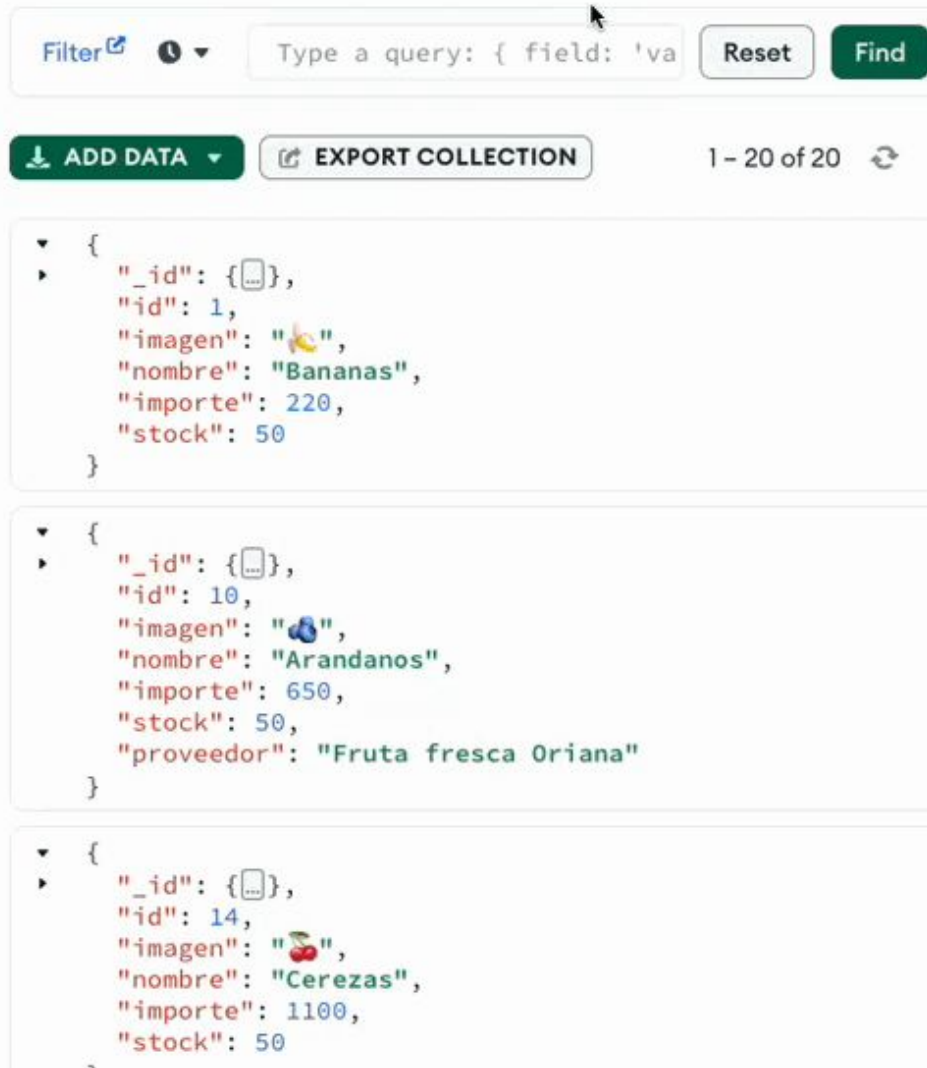 Filter Type a query: { field: 'va Reset Find
ADD DATA EXPORT COLLECTION 1 – 20 of 20
{
"_id": {…},
"id": 1,
"imagen": "🍌",
"nombre": "Bananas",
"importe": 220,
"stock": 50
}
{
"_id": {…},
"id": 10,
"imagen": "🫐",
"nombre": "Arandanos",
"importe": 650,
"stock": 50,
"proveedor": "Fruta fresca Oriana"
}
{
"_id": {…},
"id": 14,
"imagen": "🍒",
"nombre": "Cerezas",
"importe": 1100,
"stock": 50